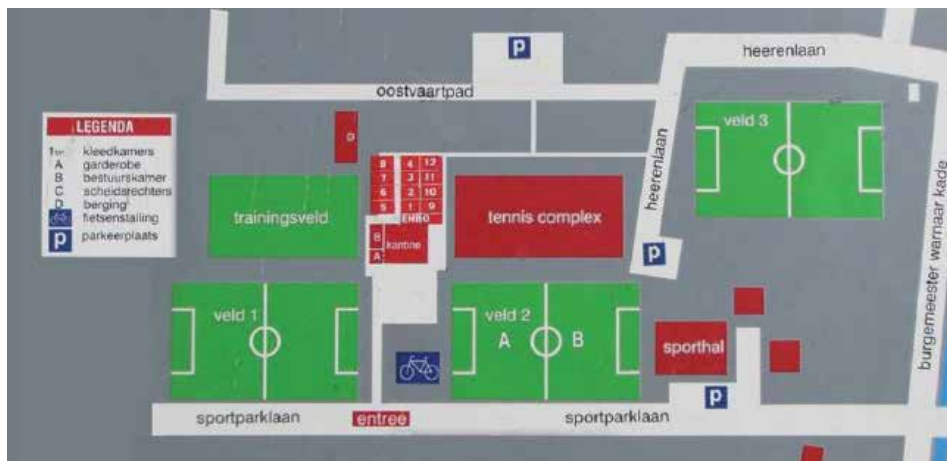 P
heerenlaan
oostvaartpad
LEGENDA
kleedkamers
A garderobe
B bestuurskamer
C scheidsrechters
D berging
fietsenstalling
P parkeerplaats
D
8 4 12
7 3 11
6 2 10
5 1 9
EHBO
B
kantine
A
trainingsveld
tennis complex
heerenlaan
veld 3
P
burgemeester warnaar kade
veld 1
veld 2
A B
sporthal
P
sportparklaan
entree
sportparklaan